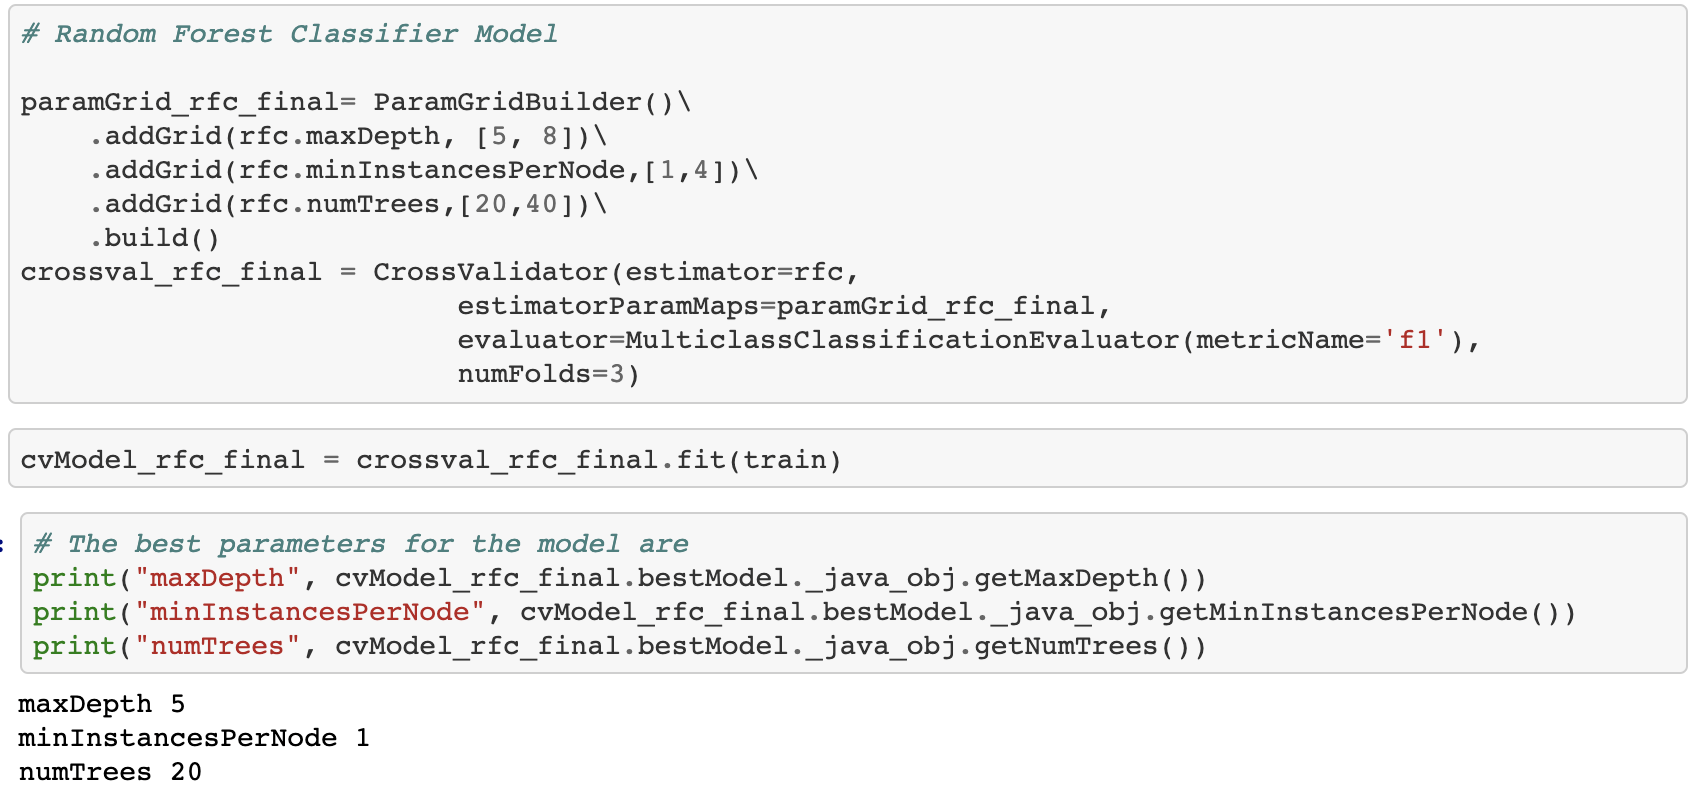 # Random Forest Classifier Model
paramGrid_rfc_final= ParamGridBuilder()\
    .addGrid(rfc.maxDepth, [5, 8])\
    .addGrid(rfc.minInstancesPerNode,[1,4])\
    .addGrid(rfc.numTrees,[20,40])\
    .build()
crossval_rfc_final = CrossValidator(estimator=rfc,
                          estimatorParamMaps=paramGrid_rfc_final,
                          evaluator=MulticlassClassificationEvaluator(metricName='f1'),
                          numFolds=3)
cvModel_rfc_final = crossval_rfc_final.fit(train)
:
# The best parameters for the model are
print("maxDepth", cvModel_rfc_final.bestModel._java_obj.getMaxDepth())
print("minInstancesPerNode", cvModel_rfc_final.bestModel._java_obj.getMinInstancesPerNode())
print("numTrees", cvModel_rfc_final.bestModel._java_obj.getNumTrees())
maxDepth 5
minInstancesPerNode 1
numTrees 20